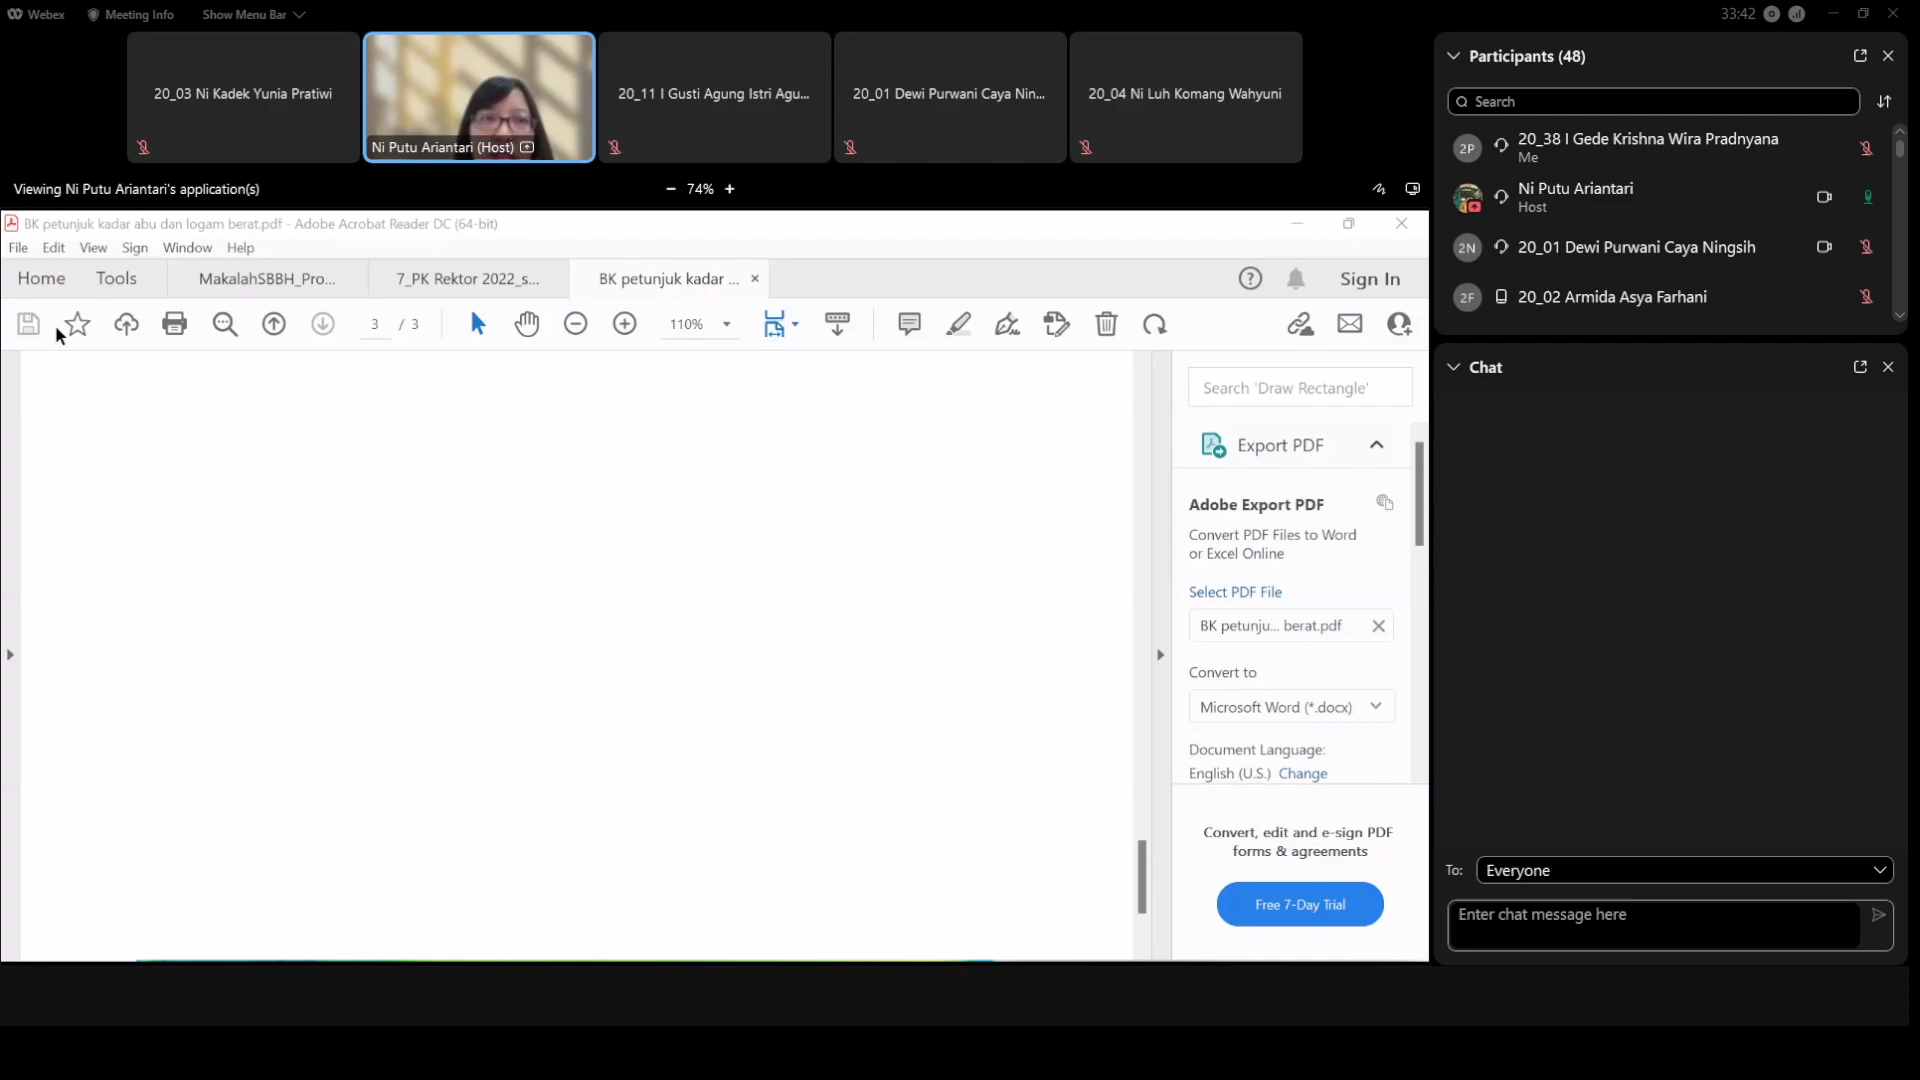 Webex
Meeting Info
Show Menu Bar
33:42
20_03 Ni Kadek Yunia Pratiwi
Ni Putu Ariantari (Host)
20_11 I Gusti Agung Istri Agu...
20_01 Dewi Purwani Caya Nin...
20_04 Ni Luh Komang Wahyuni
Viewing Ni Putu Ariantari's application(s)
74%
BK petunjuk kadar abu dan logam berat.pdf - Adobe Acrobat Reader DC (64-bit)
File Edit View Sign Window Help
Home Tools MakalahSBBH_Pro... 7_PK Rektor 2022_s... BK petunjuk kadar ... Sign In
3 / 3 110%
Search 'Draw Rectangle'
Export PDF
Adobe Export PDF
Convert PDF Files to Word
or Excel Online
Select PDF File
BK petunju... berat.pdf
Convert to
Microsoft Word (*.docx)
Document Language:
English (U.S.) Change
Convert, edit and e-sign PDF
forms & agreements
Free 7-Day Trial
Participants (48)
Search
2P 20_38 I Gede Krishna Wira Pradnyana
Me
Ni Putu Ariantari
Host
2N 20_01 Dewi Purwani Caya Ningsih
2F 20_02 Armida Asya Farhani
Chat
To: Everyone
Enter chat message here